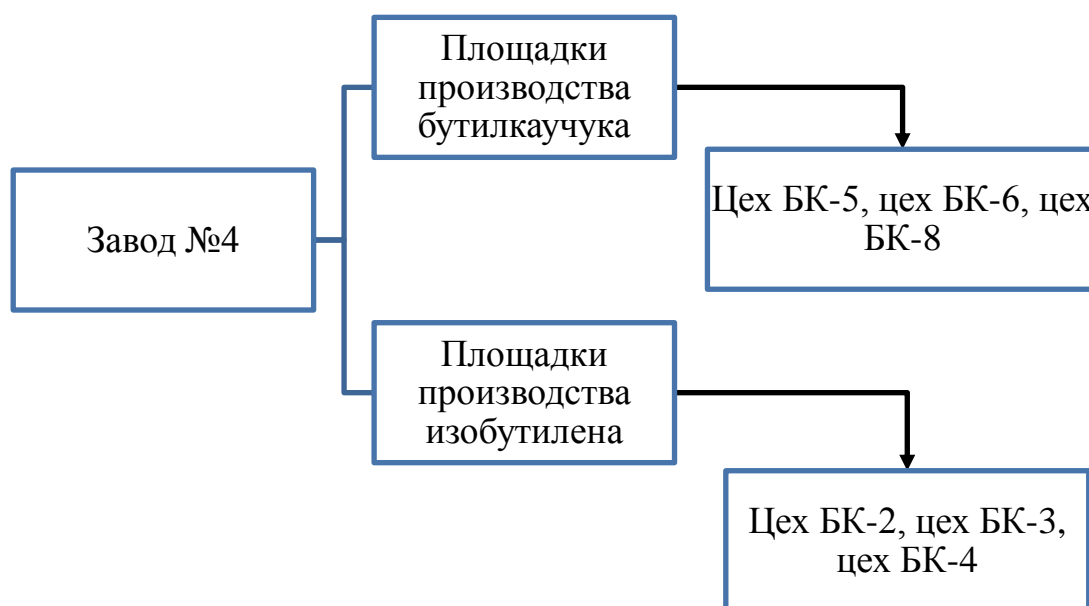 Площадки
производства
бутилкаучука
Цех БК-5, цех БК-6, цех
БК-8
Завод №4
Площадки
производства
изобутилена
Цех БК-2, цех БК-3,
цех БК-4